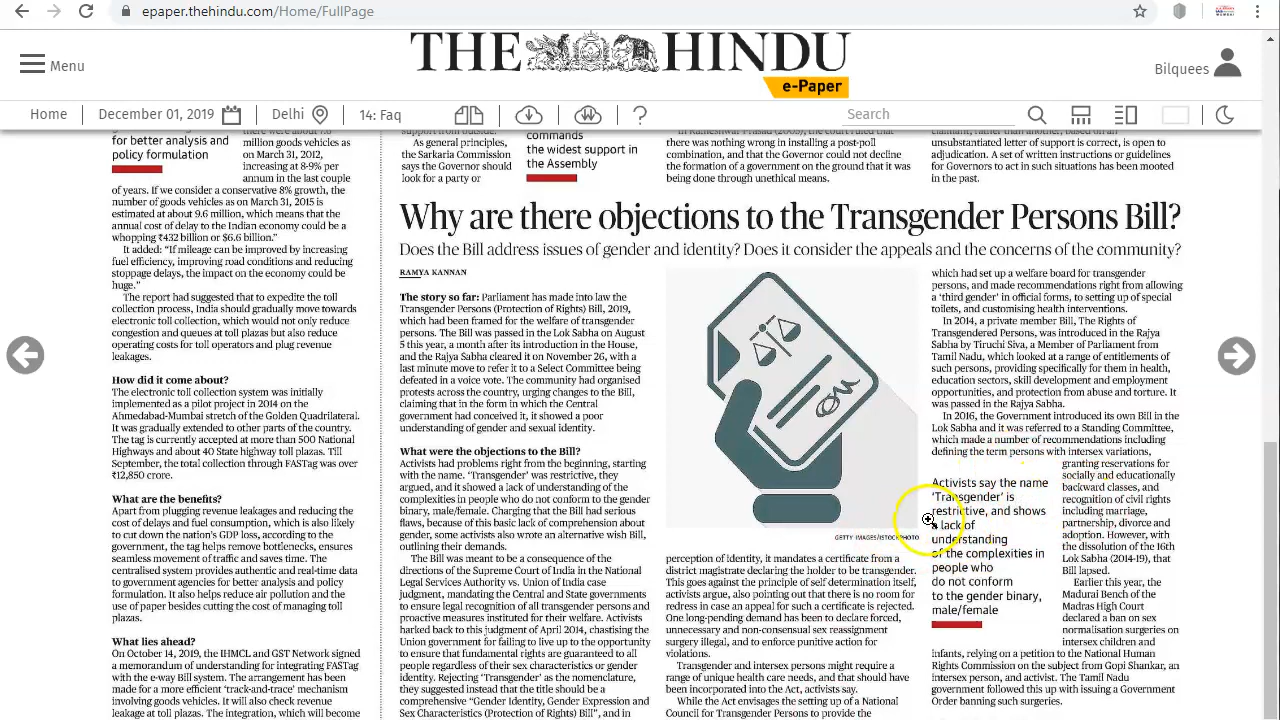 epaper.thehindu.com/Home/FullPage
Menu
THE HINDU
e-Paper
Bilquees
Home
December 01, 2019
Delhi
14: Faq
?
Search
for better analysis and
policy formulation
there were about 7.6
million goods vehicles as
on March 31, 2012,
increasing at 8-9% per
annum in the last couple
of years. If we consider a conservative 8% growth, the
number of goods vehicles as on March 31, 2015 is
estimated at about 9.6 million, which means that the
annual cost of delay to the Indian economy could be a
whopping ₹432 billion or $6.6 billion.”
It added: “If mileage can be improved by increasing
fuel efficiency, improving road conditions and reducing
stoppage delays, the impact on the economy could be
huge.”
The report had suggested that to expedite the toll
collection process, India should gradually move towards
electronic toll collection, which would not only reduce
congestion and queues at toll plazas but also reduce
operating costs for toll operators and plug revenue
leakages.
How did it come about?
The electronic toll collection system was initially
implemented as a pilot project in 2014 on the
Ahmedabad-Mumbai stretch of the Golden Quadrilateral.
It was gradually extended to other parts of the country.
The tag is currently accepted at more than 500 National
Highways and about 40 State highway toll plazas. Till
September, the total collection through FASTag was over
₹12,850 crore.
What are the benefits?
Apart from plugging revenue leakages and reducing the
cost of delays and fuel consumption, which is also likely
to cut down the nation's GDP loss, according to the
government, the tag helps remove bottlenecks, ensures
seamless movement of traffic and saves time. The
centralised system provides authentic and real-time data
to government agencies for better analysis and policy
formulation. It also helps reduce air pollution and the
use of paper besides cutting the cost of managing toll
plazas.
What lies ahead?
On October 14, 2019, the IHMCL and GST Network signed
a memorandum of understanding for integrating FASTag
with the e-way Bill system. The arrangement has been
made for a more efficient ‘track-and-trace’ mechanism
involving goods vehicles. It will also check revenue
leakage at toll plazas. The integration, which will become
support from outside.
As general principles,
the Sarkaria Commission
says the Governor should
look for a party or
commands
the widest support in
the Assembly
in Rameshwar Prasad (2005), the court ruled that
there was nothing wrong in installing a post-poll
combination, and that the Governor could not decline
the formation of a government on the ground that it was
being done through unethical means.
claimant, rather than another, based on an
unsubstantiated letter of support is correct, is open to
adjudication. A set of written instructions or guidelines
for Governors to act in such situations has been mooted
in the past.
Why are there objections to the Transgender Persons Bill?
Does the Bill address issues of gender and identity? Does it consider the appeals and the concerns of the community?
RAMYA KANNAN
The story so far: Parliament has made into law the
Transgender Persons (Protection of Rights) Bill, 2019,
which had been framed for the welfare of transgender
persons. The Bill was passed in the Lok Sabha on August
5 this year, a month after its introduction in the House,
and the Rajya Sabha cleared it on November 26, with a
last minute move to refer it to a Select Committee being
defeated in a voice vote. The community had organised
protests across the country, urging changes to the Bill,
claiming that in the form in which the Central
government had conceived it, it showed a poor
understanding of gender and sexual identity.
What were the objections to the Bill?
Activists had problems right from the beginning, starting
with the name. ‘Transgender’ was restrictive, they
argued, and it showed a lack of understanding of the
complexities in people who do not conform to the gender
binary, male/female. Charging that the Bill had serious
flaws, because of this basic lack of comprehension about
gender, some activists also wrote an alternative wish Bill,
outlining their demands.
The Bill was meant to be a consequence of the
directions of the Supreme Court of India in the National
Legal Services Authority vs. Union of India case
judgment, mandating the Central and State governments
to ensure legal recognition of all transgender persons and
proactive measures instituted for their welfare. Activists
harked back to this judgment of April 2014, chastising the
Union government for failing to live up to the opportunity
to ensure that fundamental rights are guaranteed to all
people regardless of their sex characteristics or gender
identity. Rejecting ‘Transgender’ as the nomenclature,
they suggested instead that the title should be a
comprehensive “Gender Identity, Gender Expression and
Sex Characteristics (Protection of Rights) Bill”, and in
GETTY IMAGES/ISTOCKPHOTO
perception of identity, it mandates a certificate from a
district magistrate declaring the holder to be transgender.
This goes against the principle of self determination itself,
activists argue, also pointing out that there is no room for
redress in case an appeal for such a certificate is rejected.
One long-pending demand has been to declare forced,
unnecessary and non-consensual sex reassignment
surgery illegal, and to enforce punitive action for
violations.
Transgender and intersex persons might require a
range of unique health care needs, and that should have
been incorporated into the Act, activists say.
While the Act envisages the setting up of a National
Council for Transgender Persons to provide the
which had set up a welfare board for transgender
persons, and made recommendations right from allowing
a ‘third gender’ in official forms, to setting up of special
toilets, and customising health interventions.
In 2014, a private member Bill, The Rights of
Transgendered Persons, was introduced in the Rajya
Sabha by Tiruchi Siva, a Member of Parliament from
Tamil Nadu, which looked at a range of entitlements of
such persons, providing specifically for them in health,
education sectors, skill development and employment
opportunities, and protection from abuse and torture. It
was passed in the Rajya Sabha.
In 2016, the Government introduced its own Bill in the
Lok Sabha and it was referred to a Standing Committee,
which made a number of recommendations including
defining the term persons with intersex variations,
granting reservations for
socially and educationally
backward classes, and
recognition of civil rights
including marriage,
partnership, divorce and
adoption. However, with
the dissolution of the 16th
Lok Sabha (2014-19), that
Bill lapsed.
Earlier this year, the
Madurai Bench of the
Madras High Court
declared a ban on sex
normalisation surgeries on
intersex children and
infants, relying on a petition to the National Human
Rights Commission on the subject from Gopi Shankar, an
intersex person, and activist. The Tamil Nadu
government followed this up with issuing a Government
Order banning such surgeries.
Activists say the name
‘Transgender’ is
restrictive, and shows
a lack of
understanding
of the complexities in
people who
do not conform
to the gender binary,
male/female